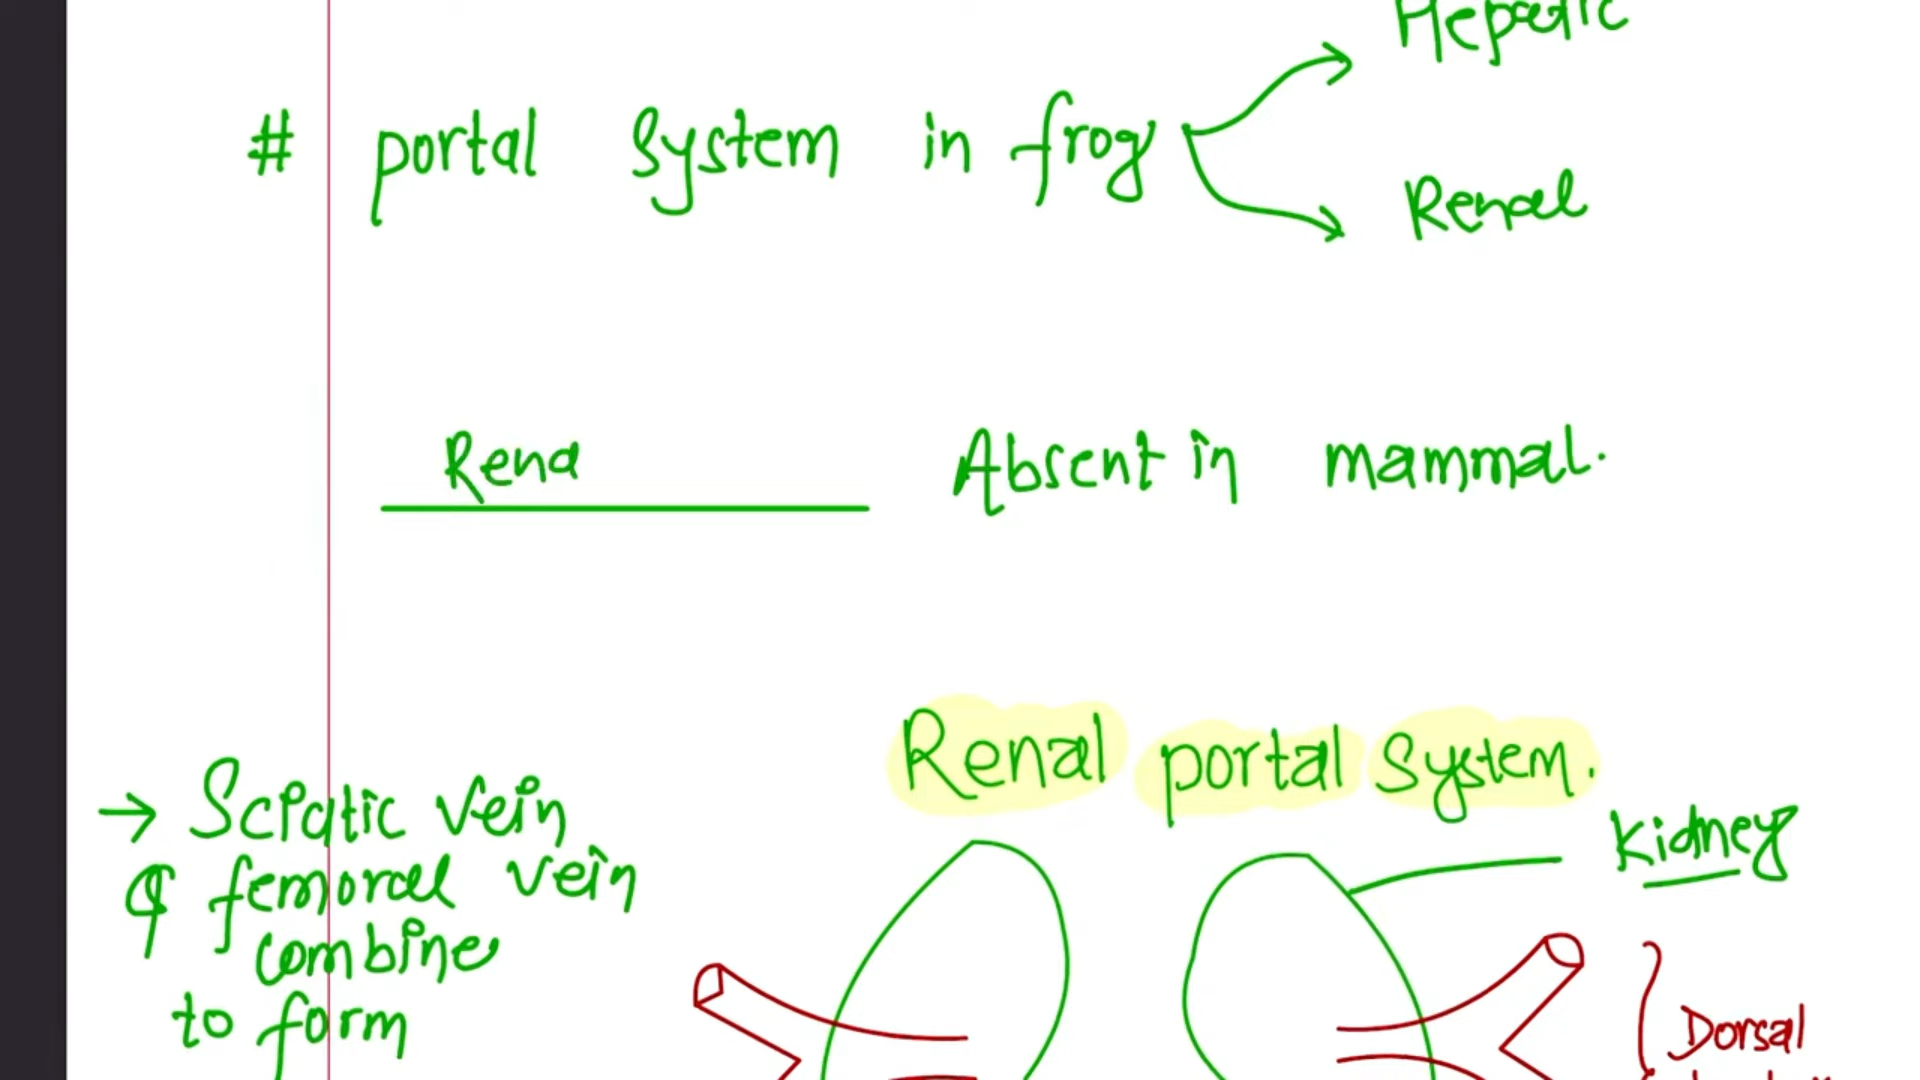 Hepatic
# portal System in frog
Renal
Rena Absent in mammal.
Renal portal System.
→ Sciatic vein
& femoral vein
combine
to form
Kidney
Dorsal